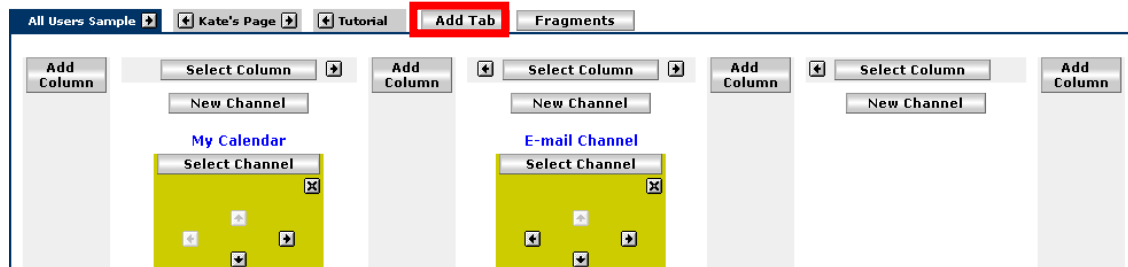 All Users Sample Kate's Page Tutorial Add Tab Fragments
Add Column Select Column Add Column Select Column Add Column Select Column Add Column
New Channel New Channel New Channel
My Calendar E-mail Channel
Select Channel Select Channel